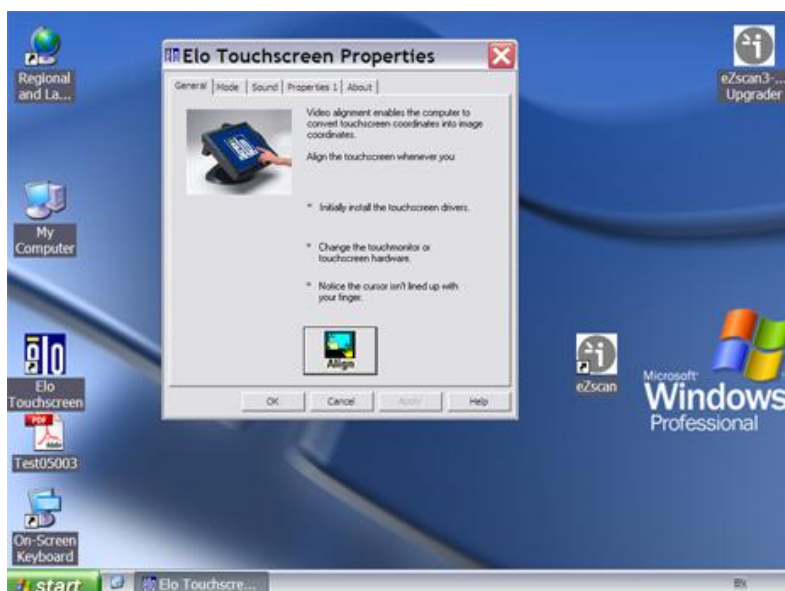 Regional
and La...
My
Computer
Elo
Touchscreen
Test05003
On-Screen
Keyboard
Elo Touchscreen Properties
General
Mode
Sound
Properties 1
About
Video alignment enables the computer to
convert touchscreen coordinates into image
coordinates.
Align the touchscreen whenever you
* Initially install the touchscreen drivers.
* Change the touchmonitor or
touchscreen hardware.
* Notice the cursor isn't lined up with
your finger.
Align
OK
Cancel
Apply
Help
eZscan3-...
Upgrader
eZscan
Microsoft
Windows
Professional
elo
PDF
Adobe
start
Elo Touchscre...
EN